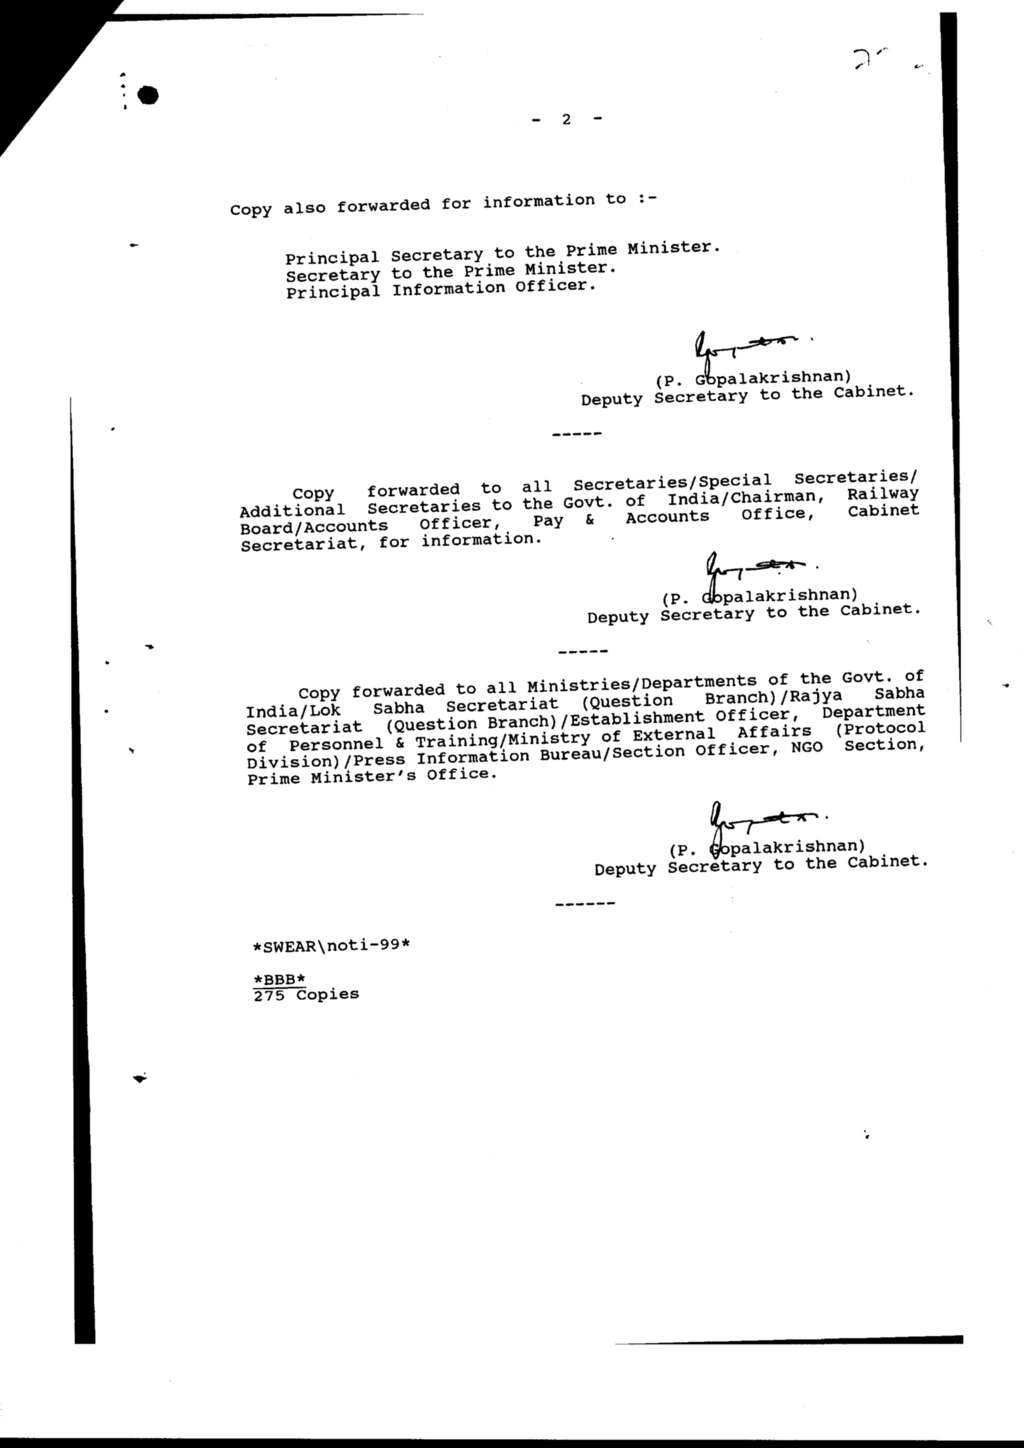 - 2 -
Copy also forwarded for information to :-
Principal Secretary to the Prime Minister.
Secretary to the Prime Minister.
Principal Information Officer.
(P. Gopalakrishnan)
Deputy Secretary to the Cabinet.
-----
Copy forwarded to all Secretaries/Special Secretaries/
Additional Secretaries to the Govt. of India/Chairman, Railway
Board/Accounts Officer, Pay & Accounts Office, Cabinet
Secretariat, for information.
(P. Gopalakrishnan)
Deputy Secretary to the Cabinet.
-----
Copy forwarded to all Ministries/Departments of the Govt. of
India/Lok Sabha Secretariat (Question Branch)/Rajya Sabha
Secretariat (Question Branch)/Establishment Officer, Department
of Personnel & Training/Ministry of External Affairs (Protocol
Division)/Press Information Bureau/Section Officer, NGO Section,
Prime Minister's Office.
(P. Gopalakrishnan)
Deputy Secretary to the Cabinet.
------
*SWEAR\noti-99*
*BBB*
275 Copies